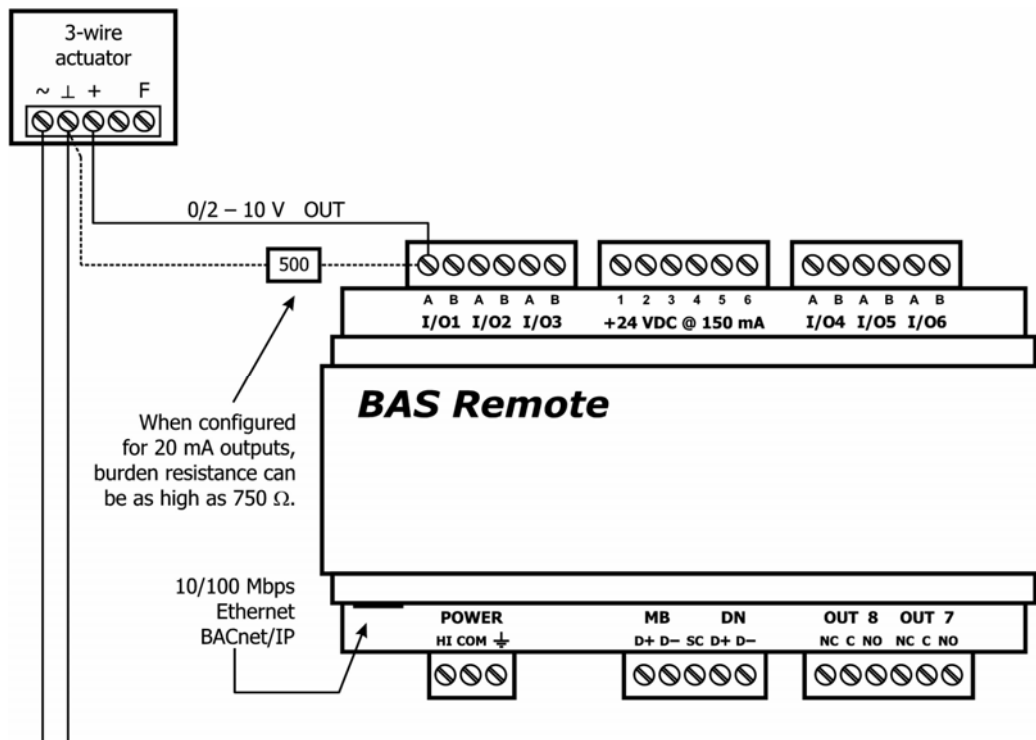 3-wire
actuator
~ ⊥ + F
0/2 – 10 V OUT
500
A B A B A B
I/O1 I/O2 I/O3
1 2 3 4 5 6
+24 VDC @ 150 mA
A B A B A B
I/O4 I/O5 I/O6
BAS Remote
When configured
for 20 mA outputs,
burden resistance can
be as high as 750 Ω.
10/100 Mbps
Ethernet
BACnet/IP
POWER
HI COM ⏚
MB DN
D+ D– SC D+ D–
OUT 8 OUT 7
NC C NO NC C NO